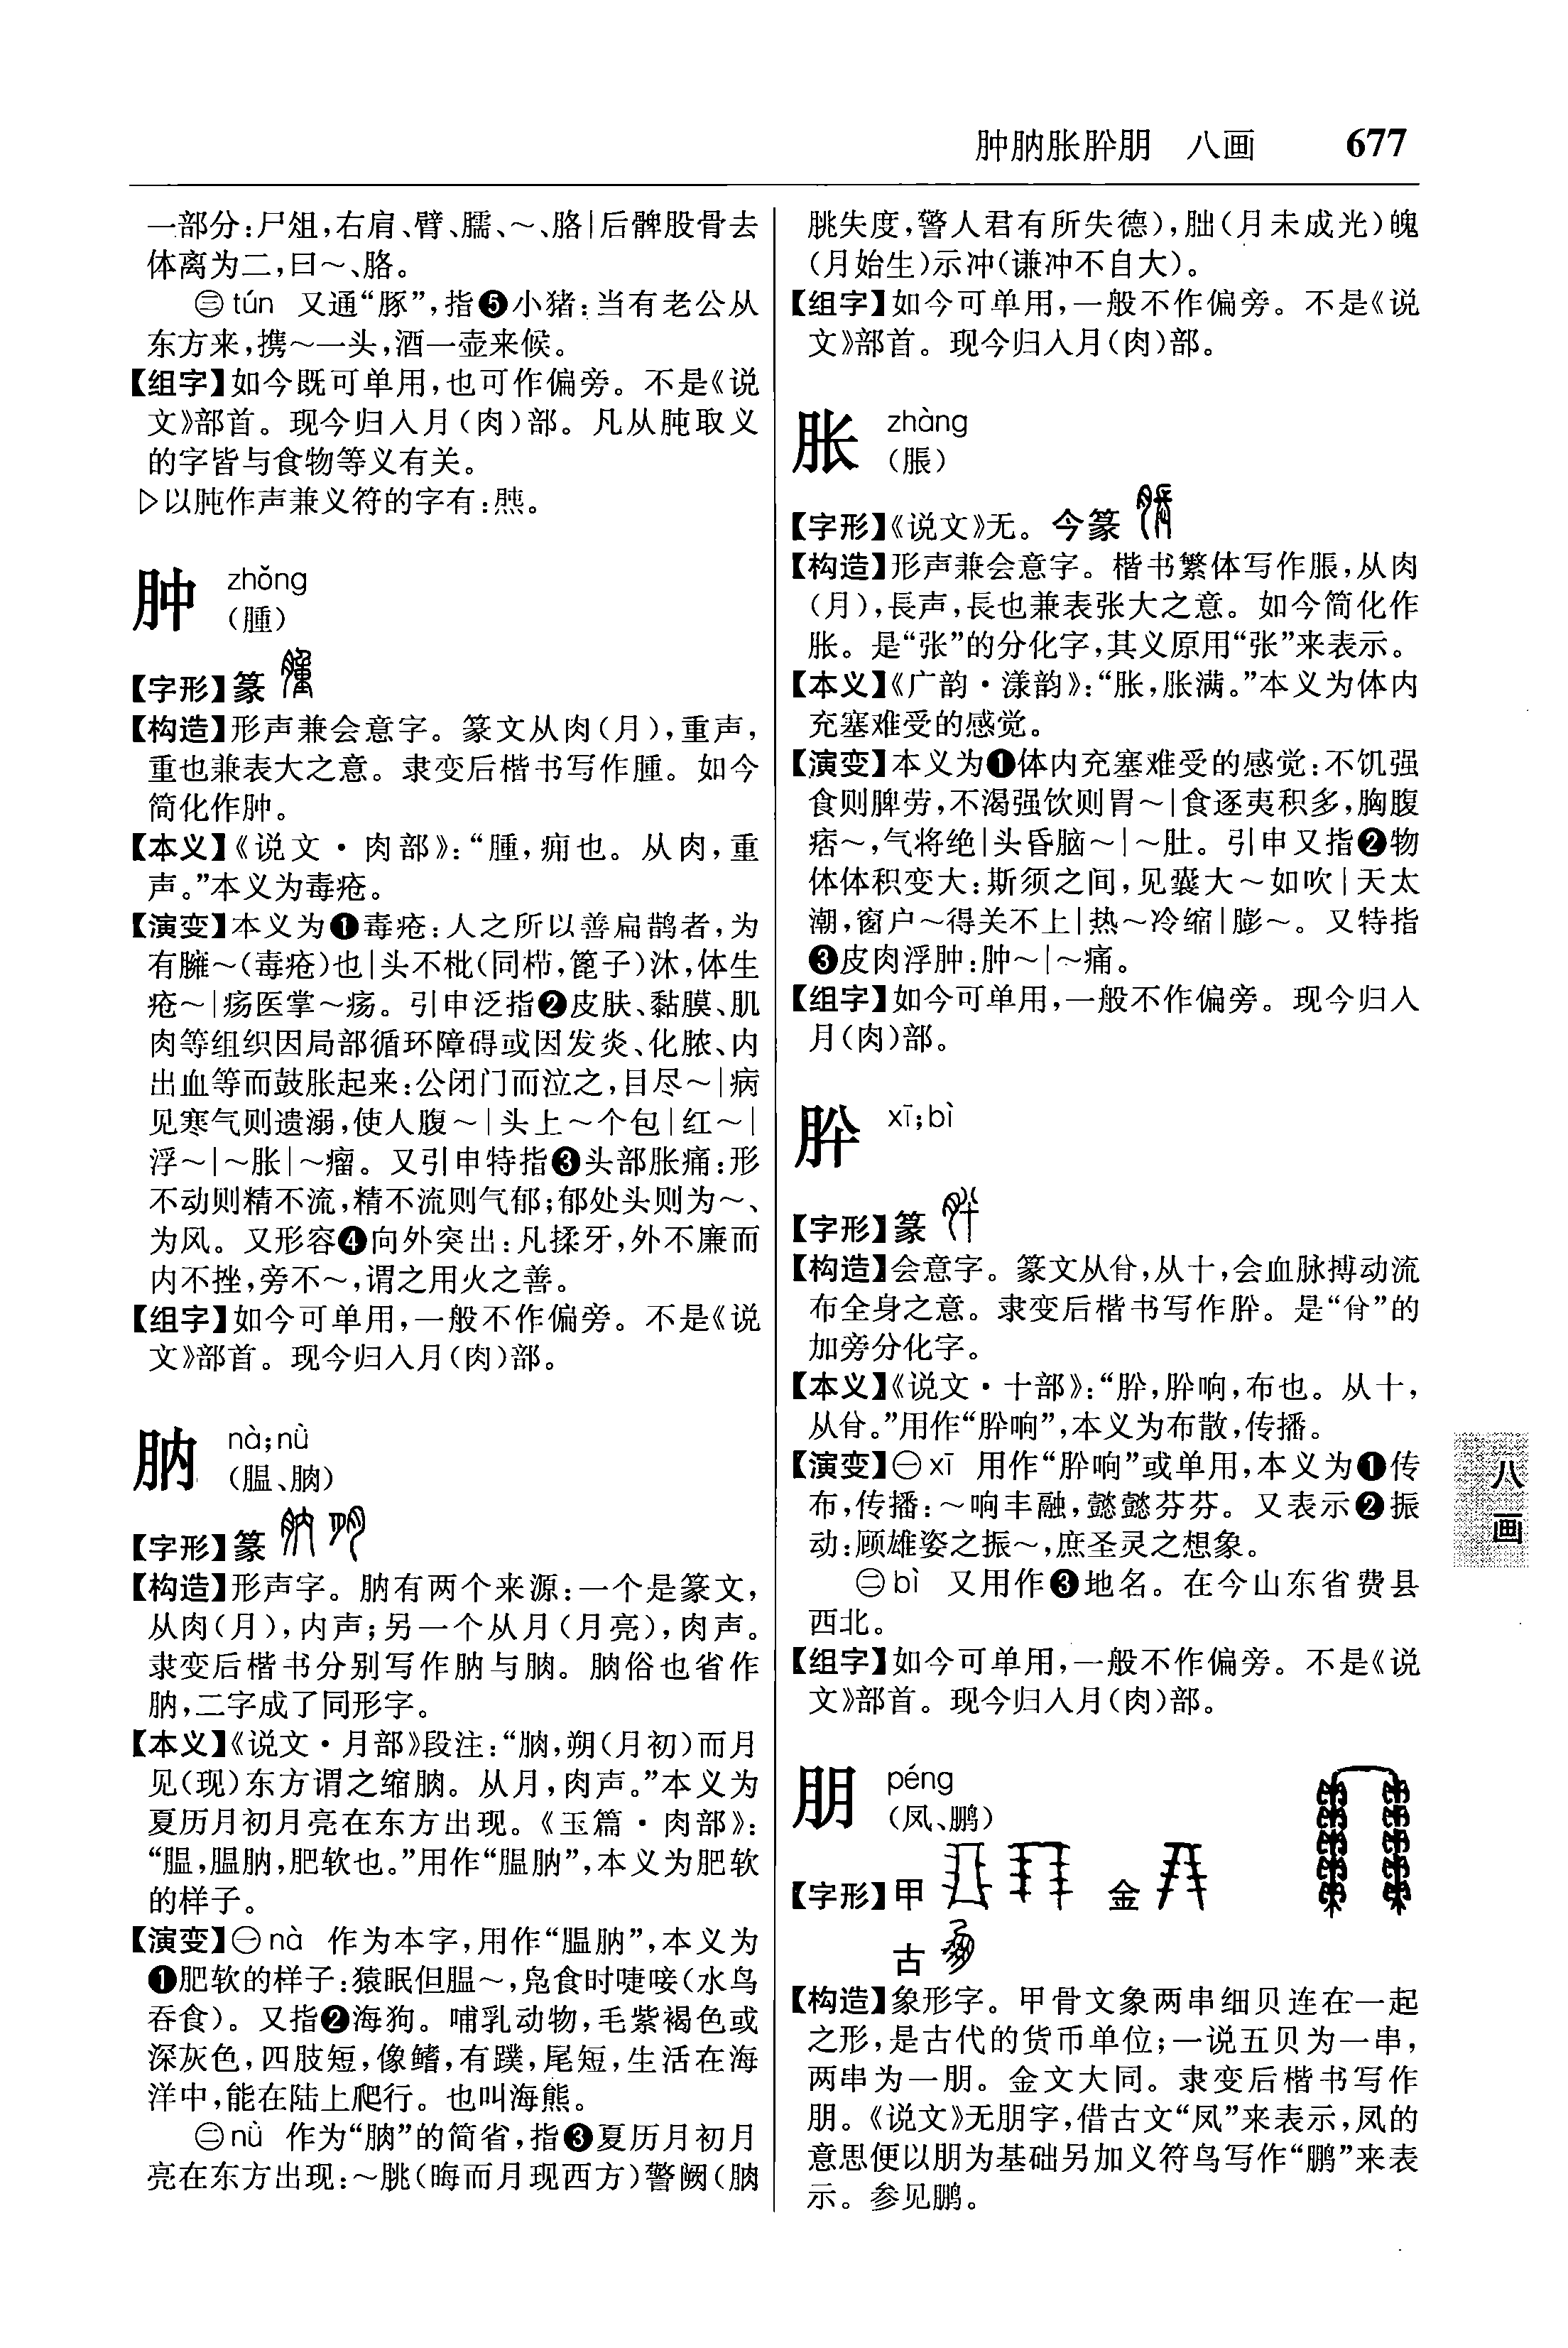 肿肭胀肸朋 八画 677
一部分:尸俎,右肩、臂、臑、～、胳|后髀股骨去
体离为二,曰～、胳。
㊂tún 又通“豚”,指❺小猪:当有老公从
东方来,携～一头,酒一壶来候。
【组字】如今既可单用,也可作偏旁。不是《说
文》部首。现今归入月(肉)部。凡从肫取义
的字皆与食物等义有关。
▷以肫作声兼义符的字有:𤈪。
肿 zhǒng
(腫)
【字形】篆
【构造】形声兼会意字。篆文从肉(月),重声,
重也兼表大之意。隶变后楷书写作腫。如今
简化作肿。
【本义】《说文·肉部》:“腫,痈也。从肉,重
声。”本义为毒疮。
【演变】本义为❶毒疮:人之所以善扁鹊者,为
有臃～(毒疮)也|头不枇(同栉,篦子)沐,体生
疮～|疡医掌～疡。引申泛指❷皮肤、黏膜、肌
肉等组织因局部循环障碍或因发炎、化脓、内
出血等而鼓胀起来:公闭门而泣之,目尽～|病
见寒气则遗溺,使人腹～|头上～个包|红～|
浮～|～胀|～瘤。又引申特指❸头部胀痛:形
不动则精不流,精不流则气郁;郁处头则为～、
为风。又形容❹向外突出:凡揉牙,外不廉而
内不挫,旁不～,谓之用火之善。
【组字】如今可单用,一般不作偏旁。不是《说
文》部首。现今归入月(肉)部。
肭 nà;nǜ
(腽、朒)
【字形】篆
【构造】形声字。肭有两个来源:一个是篆文,
从肉(月),内声;另一个从月(月亮),肉声。
隶变后楷书分别写作肭与朒。朒俗也省作
肭,二字成了同形字。
【本义】《说文·月部》段注:“朒,朔(月初)而月
见(现)东方谓之缩朒。从月,肉声。”本义为
夏历月初月亮在东方出现。《玉篇·肉部》:
“腽,腽肭,肥软也。”用作“腽肭”,本义为肥软
的样子。
【演变】㊀nà 作为本字,用作“腽肭”,本义为
❶肥软的样子:猿眠但腽～,凫食时啑唼(水鸟
吞食)。又指❷海狗。哺乳动物,毛紫褐色或
深灰色,四肢短,像鳍,有蹼,尾短,生活在海
洋中,能在陆上爬行。也叫海熊。
㊁nǜ 作为“朒”的简省,指❸夏历月初月
亮在东方出现:～朓(晦而月现西方)警阙(朒
朓失度,警人君有所失德),朏(月未成光)魄
(月始生)示冲(谦冲不自大)。
【组字】如今可单用,一般不作偏旁。不是《说
文》部首。现今归入月(肉)部。
胀 zhàng
(脹)
【字形】《说文》无。今篆
【构造】形声兼会意字。楷书繁体写作脹,从肉
(月),長声,長也兼表张大之意。如今简化作
胀。是“张”的分化字,其义原用“张”来表示。
【本义】《广韵·漾韵》:“胀,胀满。”本义为体内
充塞难受的感觉。
【演变】本义为❶体内充塞难受的感觉:不饥强
食则脾劳,不渴强饮则胃～|食逐夷积多,胸腹
痞～,气将绝|头昏脑～|～肚。引申又指❷物
体体积变大:斯须之间,见囊大～如吹|天太
潮,窗户～得关不上|热～冷缩|膨～。又特指
❸皮肉浮肿:肿～|～痛。
【组字】如今可单用,一般不作偏旁。现今归入
月(肉)部。
肸 xī;bì
【字形】篆
【构造】会意字。篆文从㕣,从十,会血脉搏动流
布全身之意。隶变后楷书写作肸。是“㕣”的
加旁分化字。
【本义】《说文·十部》:“肸,肸响,布也。从十,
从㕣。”用作“肸响”,本义为布散,传播。
【演变】㊀xī 用作“肸响”或单用,本义为❶传
布,传播:～响丰融,懿懿芬芬。又表示❷振
动:顾雄姿之振～,庶圣灵之想象。
㊁bì 又用作❸地名。在今山东省费县
西北。
【组字】如今可单用,一般不作偏旁。不是《说
文》部首。现今归入月(肉)部。
朋 péng
(凤、鹏)
【字形】甲 金
古
【构造】象形字。甲骨文象两串细贝连在一起
之形,是古代的货币单位;一说五贝为一串,
两串为一朋。金文大同。隶变后楷书写作
朋。《说文》无朋字,借古文“凤”来表示,凤的
意思便以朋为基础另加义符鸟写作“鹏”来表
示。参见鹏。
八画